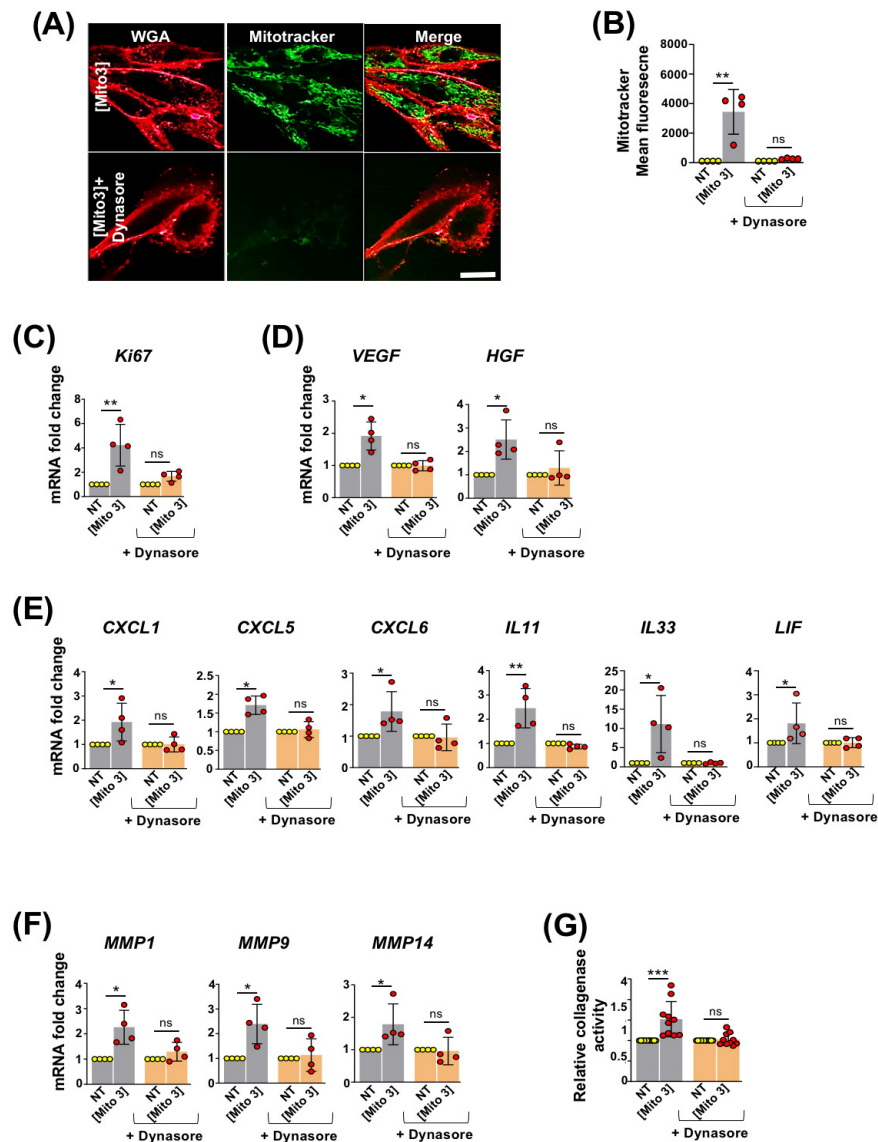 (A)
WGA Mitotracker Merge
[Mito3]
[Mito3]+
Dynasore
(B)
Mitotracker
Mean fluoresecne
8000
6000
4000
2000
0
** ns
NT [Mito 3] NT [Mito 3]
+ Dynasore
(C)
Ki67
mRNA fold change
8
6
4
2
0
** ns
NT [Mito 3] NT [Mito 3]
+ Dynasore
(D)
VEGF HGF
mRNA fold change
3
2
1
0
* ns
NT [Mito 3] NT [Mito 3]
+ Dynasore
4
3
2
1
0
* ns
NT [Mito 3] NT [Mito 3]
+ Dynasore
(E)
CXCL1 CXCL5 CXCL6 IL11 IL33 LIF
mRNA fold change
4
3
2
1
0
* ns
NT [Mito 3] NT [Mito 3]
+ Dynasore
2.5
2
1.5
1
0.5
0
* ns
NT [Mito 3] NT [Mito 3]
+ Dynasore
3
2
1
0
* ns
NT [Mito 3] NT [Mito 3]
+ Dynasore
4
3
2
1
0
** ns
NT [Mito 3] NT [Mito 3]
+ Dynasore
25
20
15
10
5
0
* ns
NT [Mito 3] NT [Mito 3]
+ Dynasore
4
3
2
1
0
* ns
NT [Mito 3] NT [Mito 3]
+ Dynasore
(F)
MMP1 MMP9 MMP14
mRNA fold change
4
3
2
1
0
* ns
NT [Mito 3] NT [Mito 3]
+ Dynasore
4
3
2
1
0
* ns
NT [Mito 3] NT [Mito 3]
+ Dynasore
3
2
1
0
* ns
NT [Mito 3] NT [Mito 3]
+ Dynasore
(G)
Relative collagenase
activity
4
1.5
1
0.5
*** ns
NT [Mito 3] NT [Mito 3]
+ Dynasore